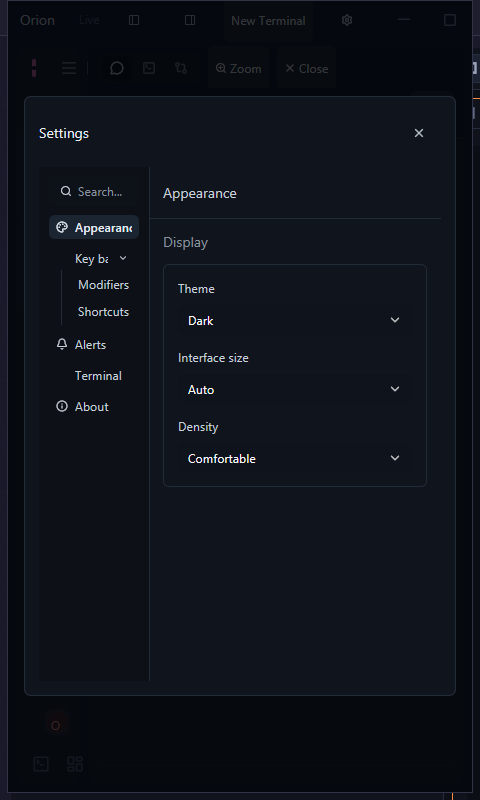 Orion Live New Terminal
Zoom Close
Settings
Search...
Appearance
Appearanc
Display
Key ba
Modifiers
Shortcuts
Alerts
Terminal
About
Theme
Dark
Interface size
Auto
Density
Comfortable
O